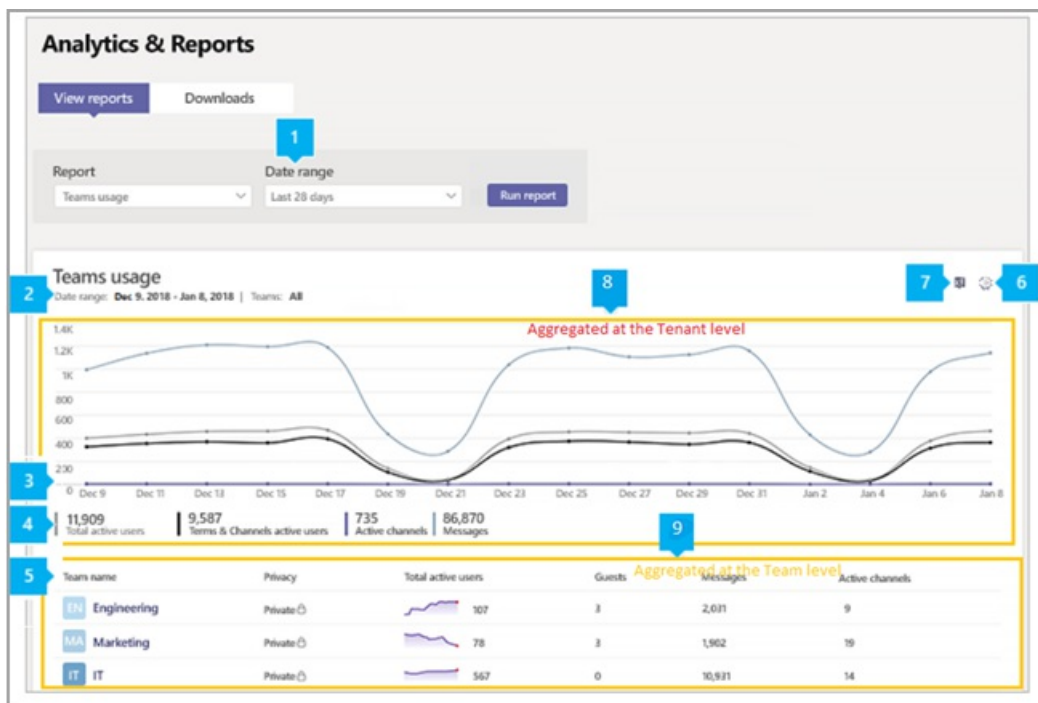 Analytics & Reports
View reports Downloads
1
Report Date range
Teams usage Last 28 days Run report
Teams usage 8 7 6
2 Date range: Dec 9. 2018 - Jan 8, 2018 | Teams: All
Aggregated at the Tenant level
1.4K
1.2K
1K
800
600
400
200
3
0 Dec 9 Dec 11 Dec 13 Dec 15 Dec 17 Dec 19 Dec 21 Dec 23 Dec 25 Dec 27 Dec 29 Dec 31 Jan 2 Jan 4 Jan 6 Jan 8
4 11,909 9,587 735 86,870
Total active users Terms & Channels active users Active channels Messages
9
Aggregated at the Team level
5 Team name Privacy Total active users Guests Messages Active channels
EN Engineering Private 107 3 2,031 9
MA Marketing Private 78 3 1,902 19
IT IT Private 567 0 10,931 14